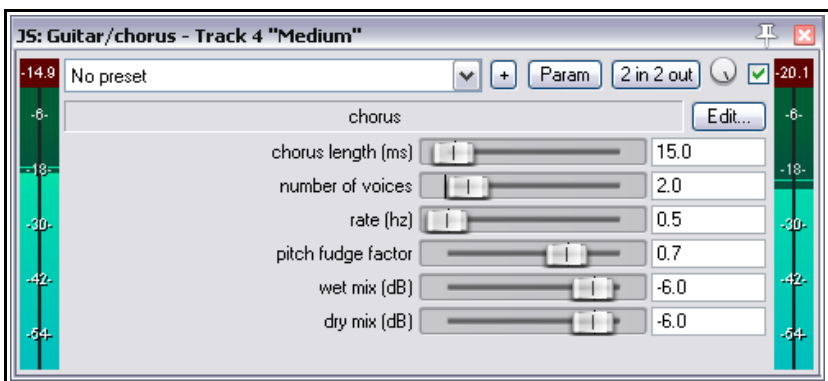 JS: Guitar/chorus - Track 4 "Medium"
-14.9 No preset + Param 2 in 2 out -20.1
-6- chorus Edit... -6-
chorus length (ms) 15.0
-18- -18-
number of voices 2.0
rate (hz) 0.5
-30- -30-
pitch fudge factor 0.7
-42- wet mix (dB) -6.0 -42-
dry mix (dB) -6.0
-54- -54-